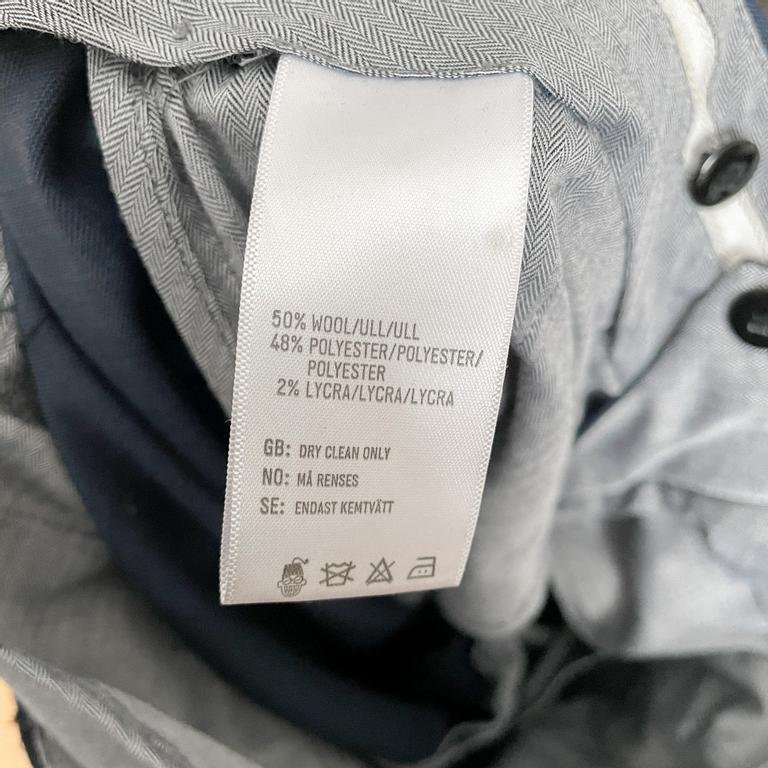 50% WOOL/ULL/ULL
48% POLYESTER/POLYESTER/
POLYESTER
2% LYCRA/LYCRA/LYCRA
GB: DRY CLEAN ONLY
NO: MÅ RENSES
SE: ENDAST KEMTVÄTT